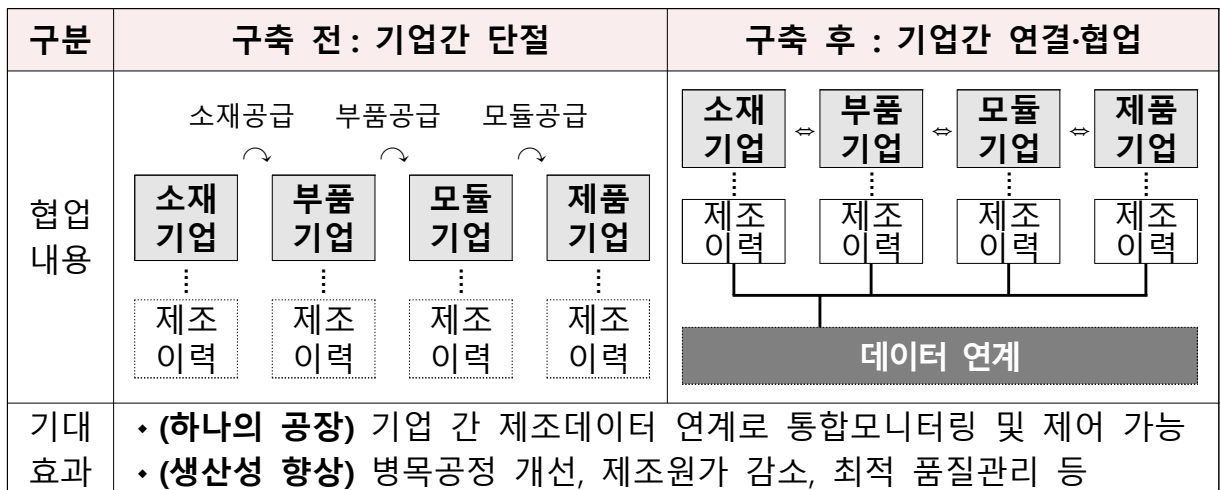 구분 구축 전 : 기업간 단절 구축 후 : 기업간 연결·협업
협업
내용
소재공급 부품공급 모듈공급
소재 부품 모듈 제품
기업 기업 기업 기업
제조 제조 제조 제조
이력 이력 이력 이력
소재 ⇔ 부품 ⇔ 모듈 ⇔ 제품
기업 기업 기업 기업
제조 제조 제조 제조
이력 이력 이력 이력
데이터 연계
기대
효과
• (하나의 공장) 기업 간 제조데이터 연계로 통합모니터링 및 제어 가능
• (생산성 향상) 병목공정 개선, 제조원가 감소, 최적 품질관리 등